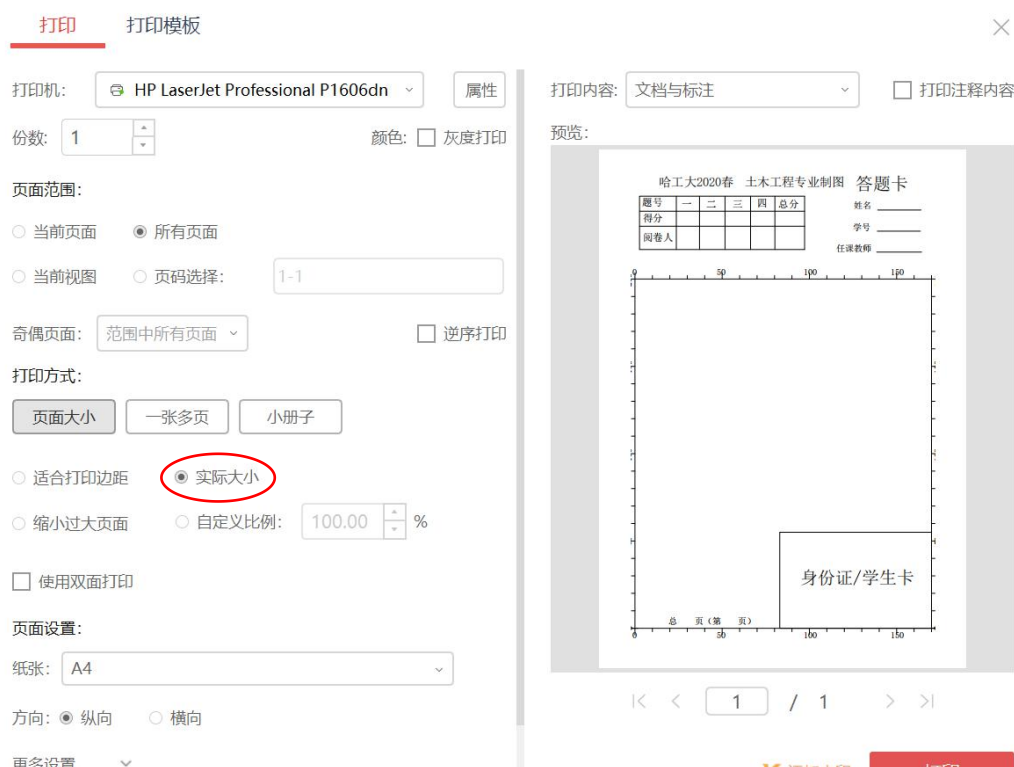 打印 打印模板
打印机: HP LaserJet Professional P1606dn 属性
份数: 1 颜色: 灰度打印
页面范围:
当前页面 所有页面
当前视图 页码选择: 1-1
奇偶页面: 范围中所有页面 逆序打印
打印方式:
页面大小 一张多页 小册子
适合打印边距 实际大小
缩小过大页面 自定义比例: 100.00 %
使用双面打印
页面设置:
纸张: A4
方向: 纵向 横向
更多设置
打印内容: 文档与标注 打印注释内容
预览:
哈工大2020春 土木工程专业制图 答题卡
题号 一 二 三 四 总分
得分
阅卷人
姓名
学号
任课教师
0 50 100 150
身份证/学生卡
总 页(第 页)
0 50 100 150
1 / 1
打印